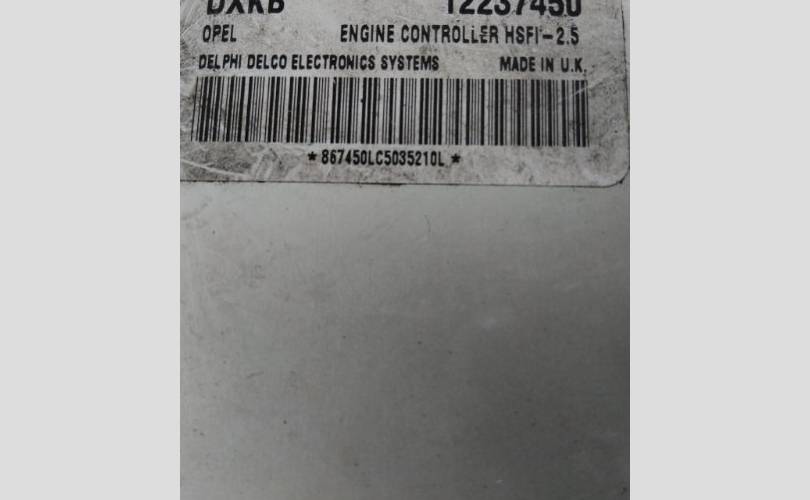 DXKB 12237450
OPEL ENGINE CONTROLLER HSFI-2.5
DELPHI DELCO ELECTRONICS SYSTEMS MADE IN U.K.
*867450LC5035210L*